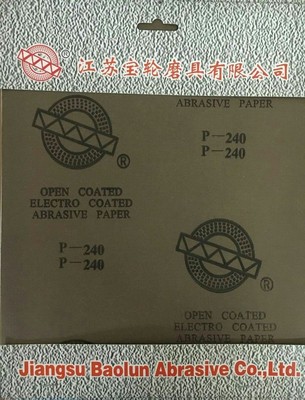 江苏宝轮磨具有限公司
ABRASIVE PAPER
P—240
P—240
®
OPEN COATED
ELECTRO COATED
ABRASIVE PAPER
P—240
P—240
®
OPEN COATED
ELECTRO COATED
ABRASIVE PAPER
Jiangsu Baolun Abrasive Co.,Ltd.